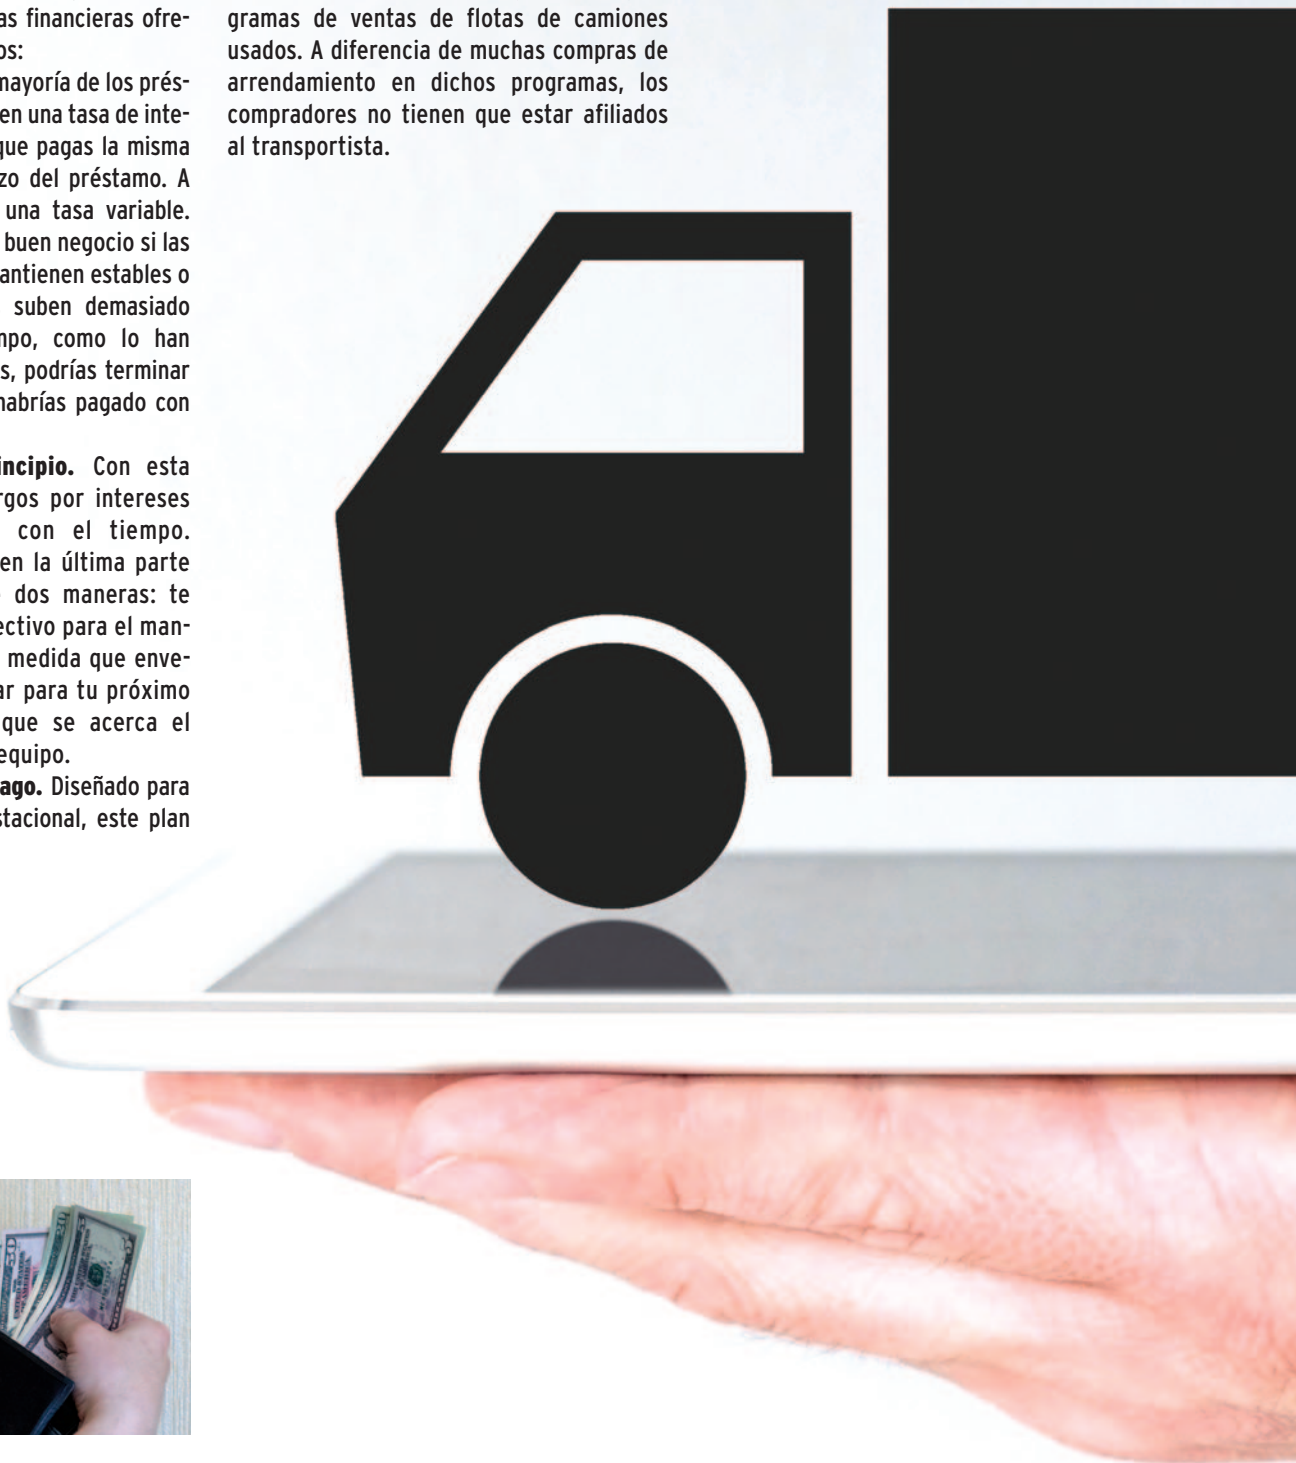 as financieras ofre-
os:
mayoría de los prés-
en una tasa de inte-
que pagas la misma
zo del préstamo. A
una tasa variable.
buen negocio si las
antienen estables o
suben demasiado
mpo, como lo han
s, podrías terminar
habrías pagado con
incipio. Con esta
rgos por intereses
con el tiempo.
en la última parte
dos maneras: te
ectivo para el man-
medida que enve-
ar para tu próximo
que se acerca el
equipo.
ago. Diseñado para
stacional, este plan
gramas de ventas de flotas de camiones
usados. A diferencia de muchas compras de
arrendamiento en dichos programas, los
compradores no tienen que estar afiliados
al transportista.